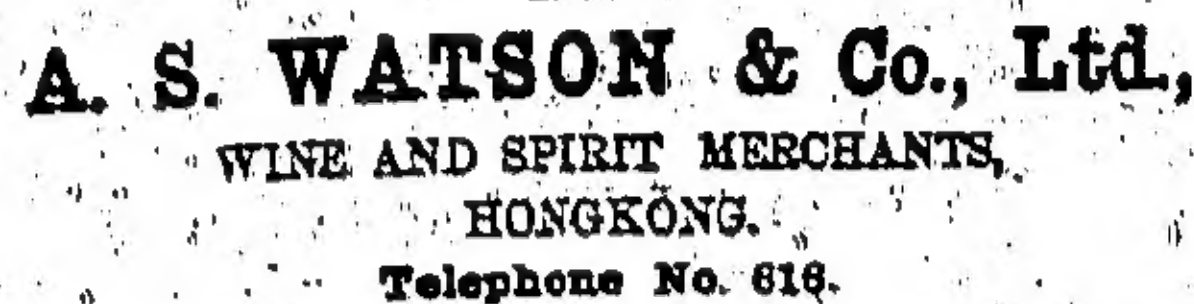 A. S. WATSON & Co., Ltd.,
WINE AND SPIRIT MERCHANTS,
HONGKONG.
Telephone No. 616.